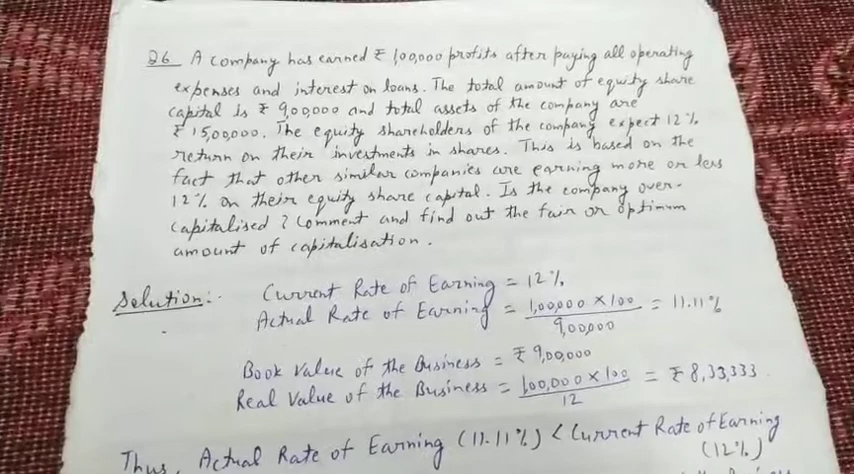 26 A company has earned ₹ 1,00,000 profits after paying all operating
expenses and interest on loans. The total amount of equity share
capital is ₹ 9,00,000 and total assets of the company are
₹ 15,00,000. The equity shareholders of the company expect 12%
return on their investments in shares. This is based on the
fact that other similar companies are earning more or less
12% on their equity share capital. Is the company over-
capitalised? Comment and find out the fair or optimum
amount of capitalisation.
Solution:-
Current Rate of Earning = 12%
Actual Rate of Earning = 1,00,000 × 100 / 9,00,000 = 11.11%
Book Value of the Business = ₹ 9,00,000
Real Value of the Business = 1,00,000 × 100 / 12 = ₹ 8,33,333
Thus, Actual Rate of Earning (11.11%) < Current Rate of Earning
(12%)